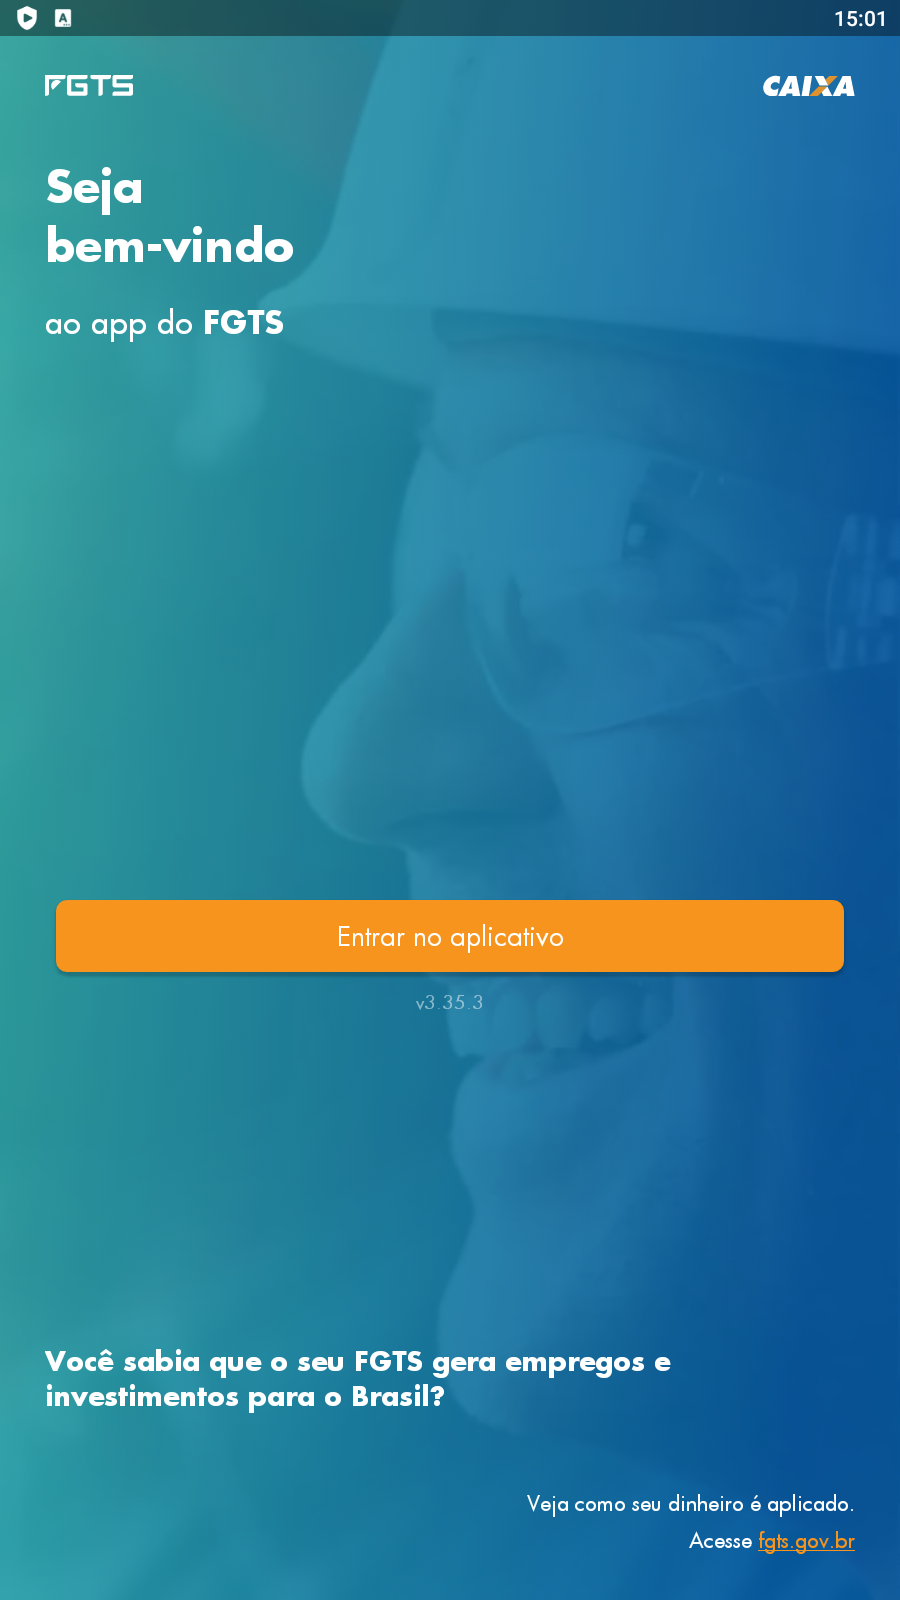 15:01
FGTS
CAIXA
Seja
bem-vindo
ao app do FGTS
Entrar no aplicativo
v3.35.3
Você sabia que o seu FGTS gera empregos e
investimentos para o Brasil?
Veja como seu dinheiro é aplicado.
Acesse fgts.gov.br